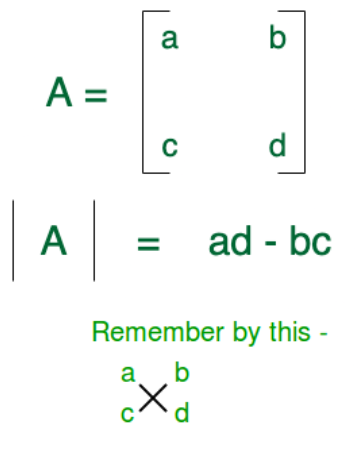 a b
A =
c d
| A | = ad - bc
Remember by this -
a b
c d